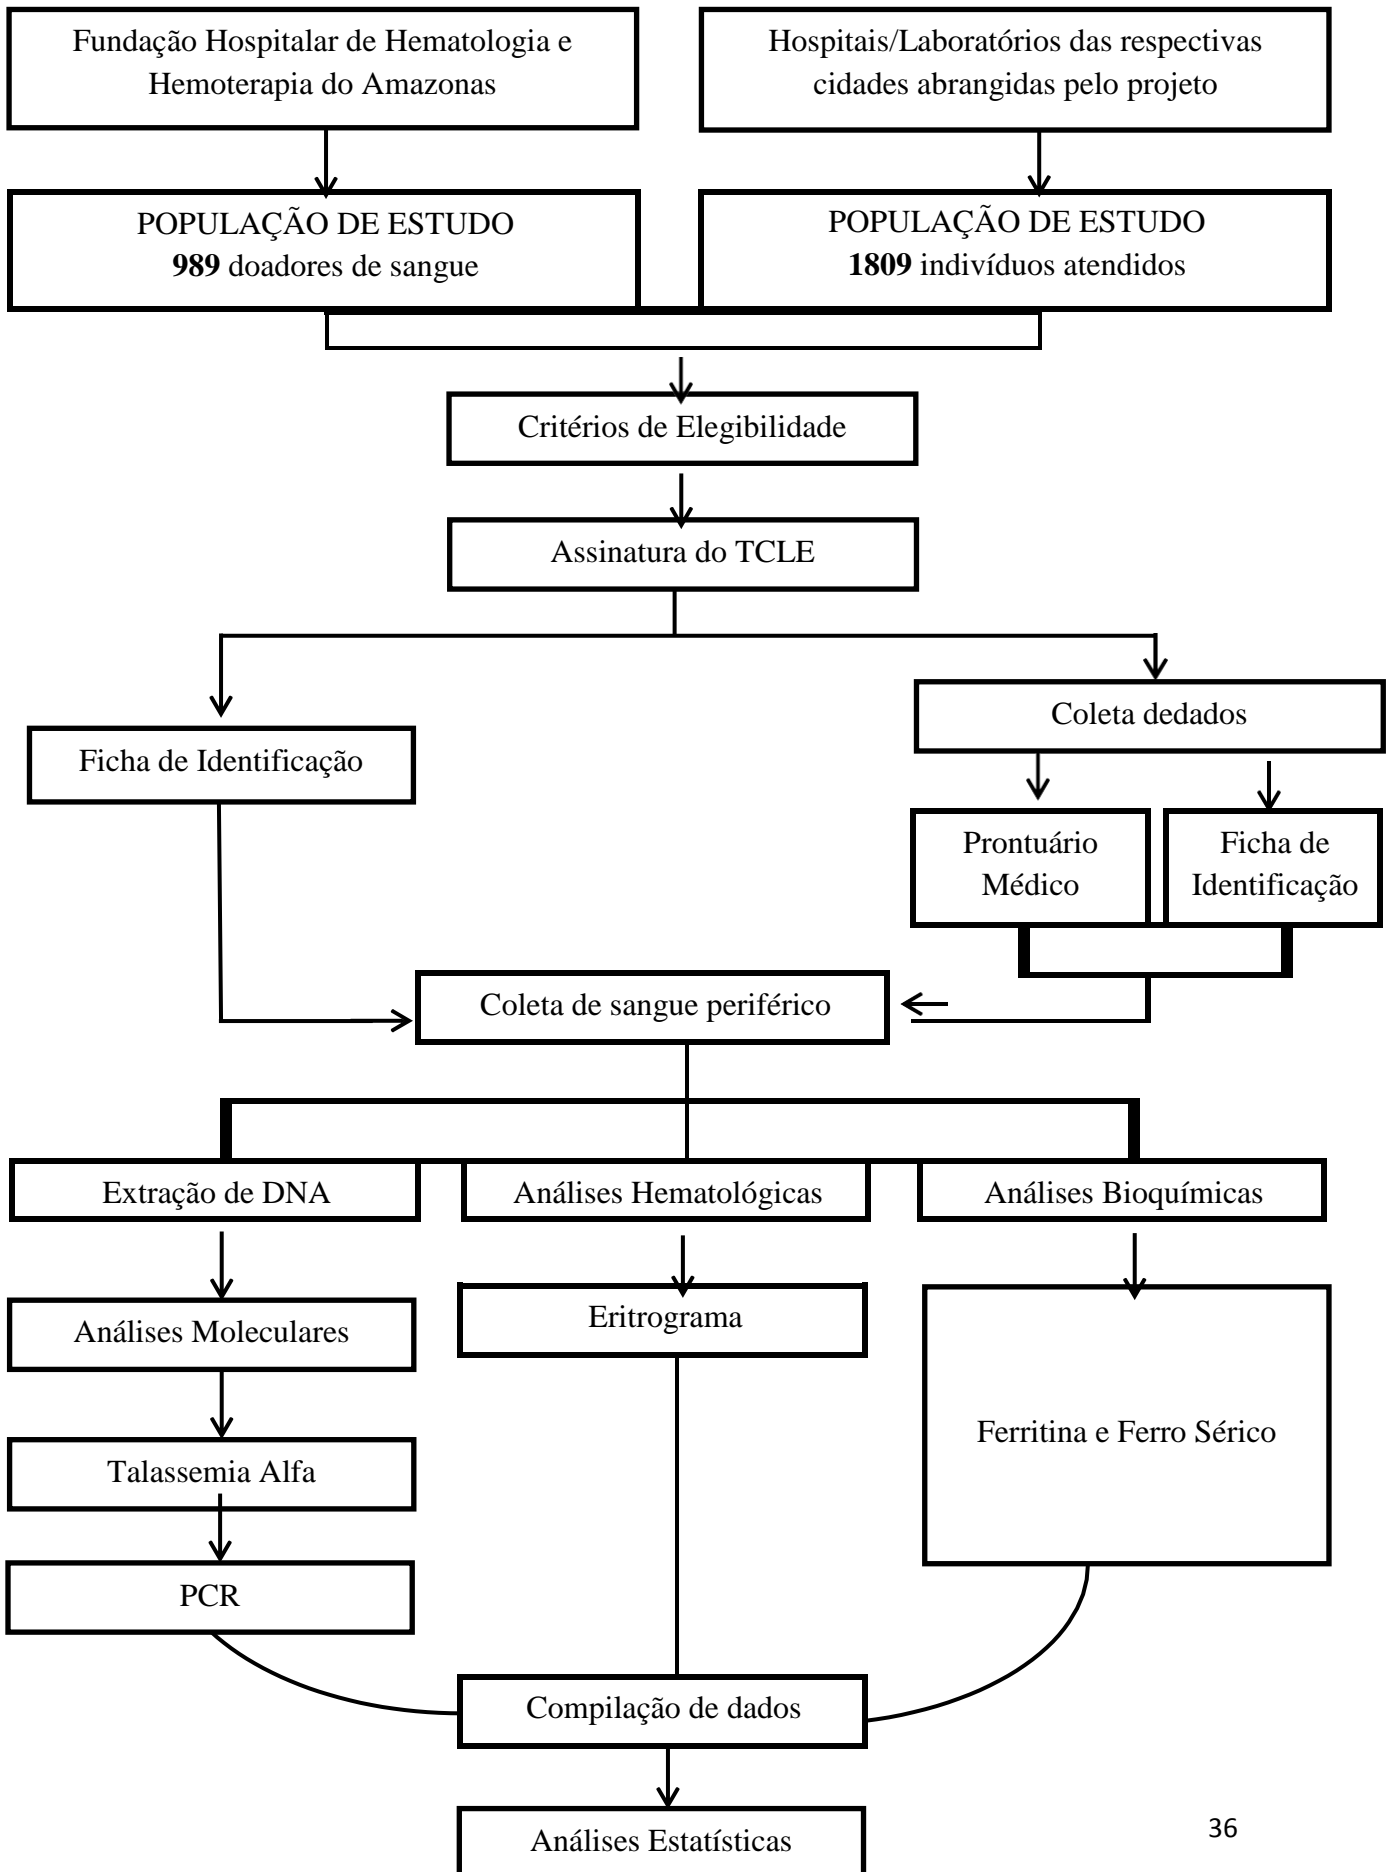 Fundação Hospitalar de Hematologia e
Hemoterapia do Amazonas
Hospitais/Laboratórios das respectivas
cidades abrangidas pelo projeto
POPULAÇÃO DE ESTUDO
989 doadores de sangue
POPULAÇÃO DE ESTUDO
1809 indivíduos atendidos
Critérios de Elegibilidade
Assinatura do TCLE
Ficha de Identificação
Coleta dedados
Prontuário
Médico
Ficha de
Identificação
Coleta de sangue periférico
Extração de DNA
Análises Hematológicas
Análises Bioquímicas
Análises Moleculares
Eritrograma
Ferritina e Ferro Sérico
Talassemia Alfa
PCR
Compilação de dados
Análises Estatísticas
36